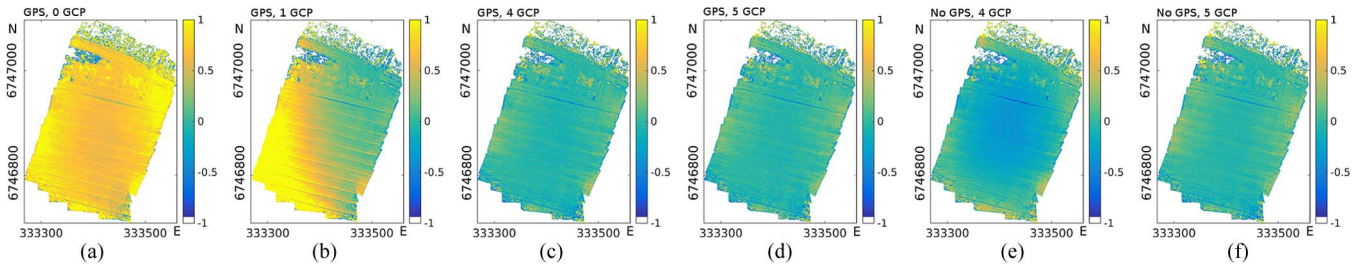 GPS, 0 GCP
N
6747000
6746800
333300
333500 E
1
0.5
0
-0.5
-1
(a)
GPS, 1 GCP
N
6747000
6746800
333300
333500 E
1
0.5
0
-0.5
-1
(b)
GPS, 4 GCP
N
6747000
6746800
333300
333500 E
1
0.5
0
-0.5
-1
(c)
GPS, 5 GCP
N
6747000
6746800
333300
333500 E
1
0.5
0
-0.5
-1
(d)
No GPS, 4 GCP
N
6747000
6746800
333300
333500 E
1
0.5
0
-0.5
-1
(e)
No GPS, 5 GCP
N
6747000
6746800
333300
333500 E
1
0.5
0
-0.5
-1
(f)